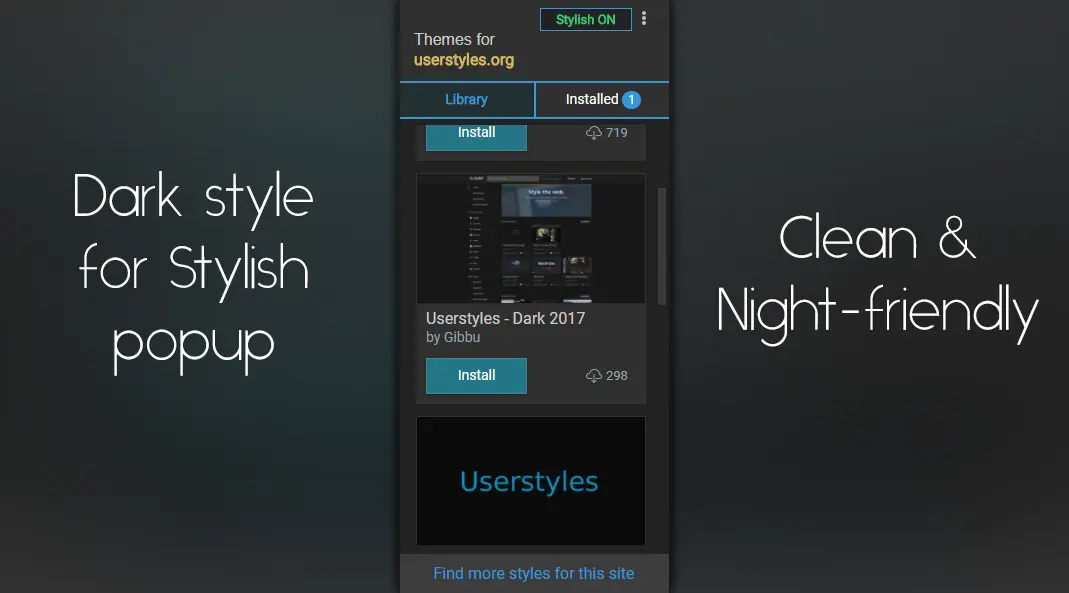 Dark style
for Stylish
popup
Stylish ON
Themes for
userstyles.org
Library
Installed 1
Install
719
Style the web
Userstyles - Dark 2017
by Gibbu
Install
298
Userstyles
Find more styles for this site
Clean &
Night-friendly